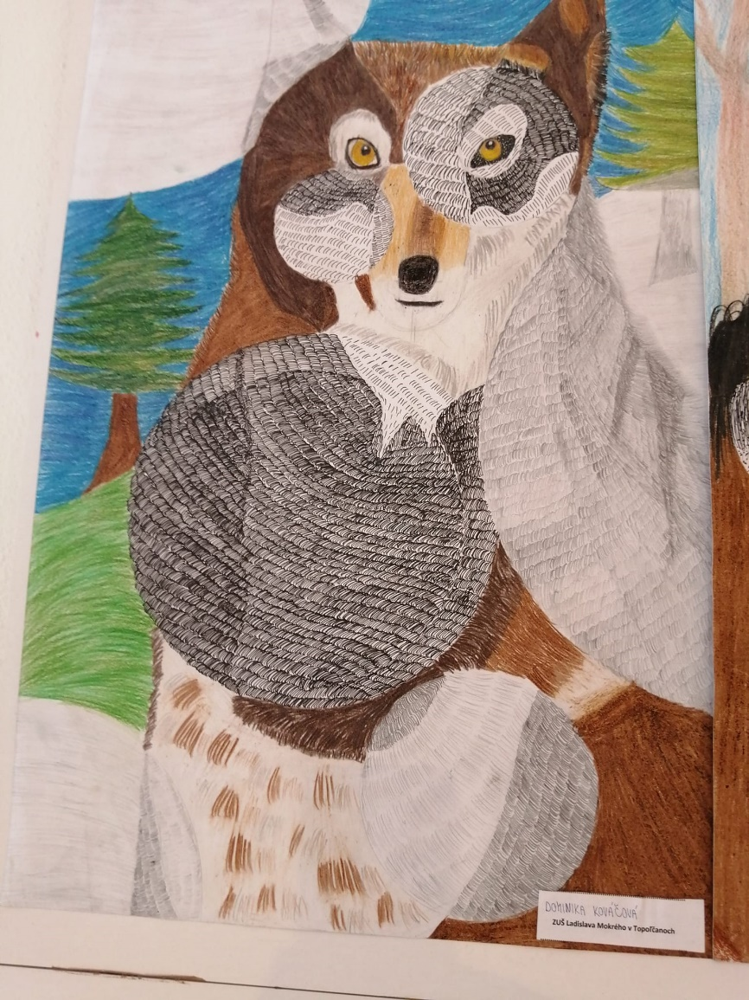 DOMINIKA KOVÁČOVÁ
ZUŠ Ladislava Mokrého v Topoľčanoch